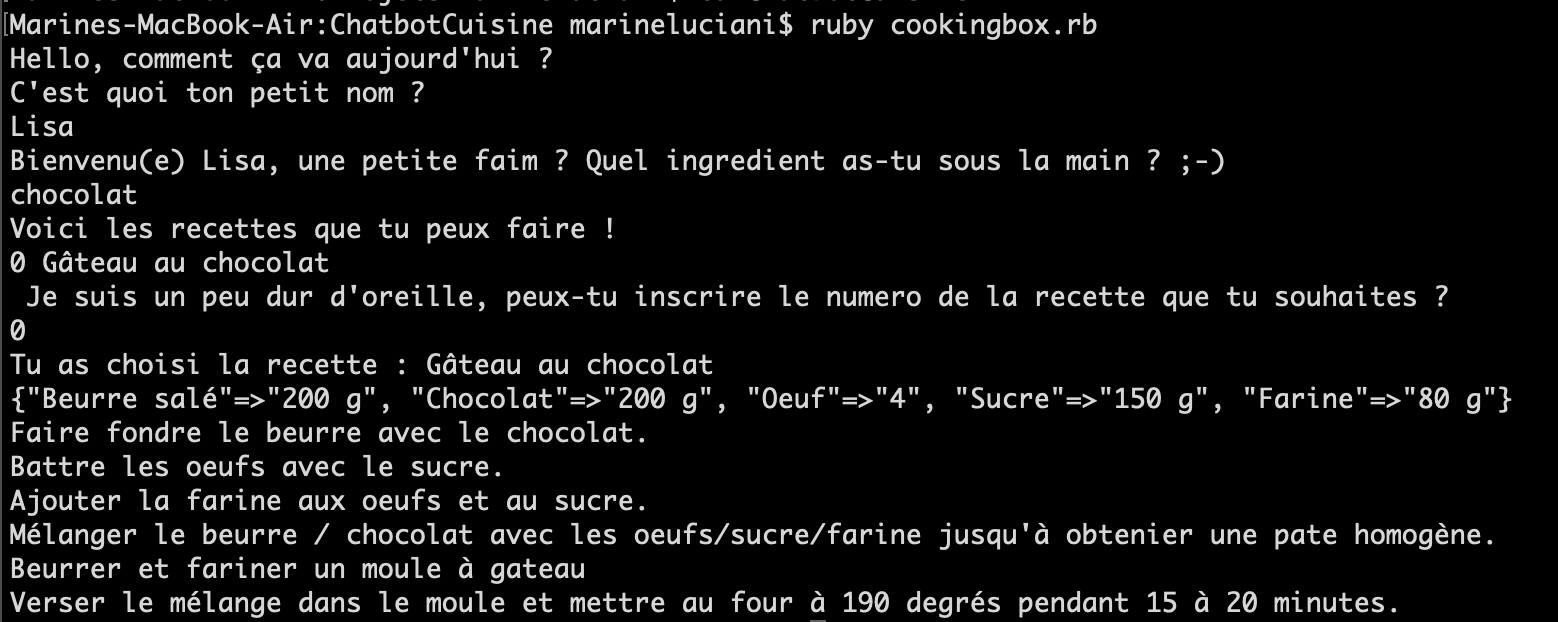 Marines-MacBook-Air:ChatbotCuisine marineluciani$ ruby cookingbox.rb
Hello, comment ça va aujourd'hui ?
C'est quoi ton petit nom ?
Lisa
Bienvenu(e) Lisa, une petite faim ? Quel ingredient as-tu sous la main ? ;-)
chocolat
Voici les recettes que tu peux faire !
0 Gâteau au chocolat
 Je suis un peu dur d'oreille, peux-tu inscrire le numero de la recette que tu souhaites ?
0
Tu as choisi la recette : Gâteau au chocolat
{"Beurre salé"=>"200 g", "Chocolat"=>"200 g", "Oeuf"=>"4", "Sucre"=>"150 g", "Farine"=>"80 g"}
Faire fondre le beurre avec le chocolat.
Battre les oeufs avec le sucre.
Ajouter la farine aux oeufs et au sucre.
Mélanger le beurre / chocolat avec les oeufs/sucre/farine jusqu'à obtenier une pate homogène.
Beurrer et fariner un moule à gateau
Verser le mélange dans le moule et mettre au four à 190 degrés pendant 15 à 20 minutes.